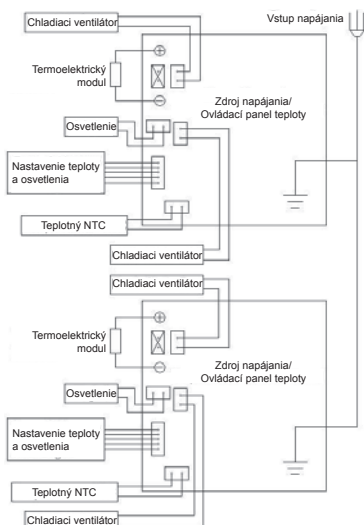 Chladiaci ventilátor
Vstup napájania
Termoelektrický
modul
Zdroj napájania/
Ovládací panel teploty
Osvetlenie
Nastavenie teploty
a osvetlenia
Teplotný NTC
Chladiaci ventilátor
Chladiaci ventilátor
Termoelektrický
modul
Zdroj napájania/
Ovládací panel teploty
Osvetlenie
Nastavenie teploty
a osvetlenia
Teplotný NTC
Chladiaci ventilátor